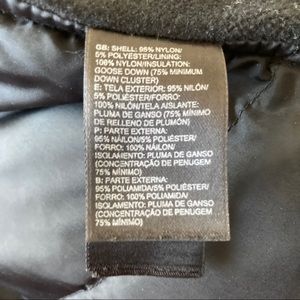 GB: SHELL: 95% NYLON/
5% POLYESTER/LINING:
100% NYLON/INSULATION:
GOOSE DOWN (75% MINIMUM
DOWN CLUSTER)
E: TELA EXTERIOR: 95% NILÓN/
5% POLIÉSTER/FORRO:
100% NILÓN/TELA AISLANTE:
PLUMA DE GANSO (75% MÍNIMO
DE RELLENO DE PLUMÓN)
P: PARTE EXTERNA:
95% NÁILON/5% POLIÉSTER/
FORRO: 100% NÁILON/
ISOLAMENTO: PLUMA DE GANSO
(CONCENTRAÇÃO DE PENUGEM
75% MÍNIMO)
B: PARTE EXTERNA:
95% POLIAMIDA/5% POLIÉSTER/
FORRO: 100% POLIAMIDA/
ISOLAMENTO: PLUMA DE GANSO
(CONCENTRAÇÃO DE PENUGEM
75% MÍNIMO)